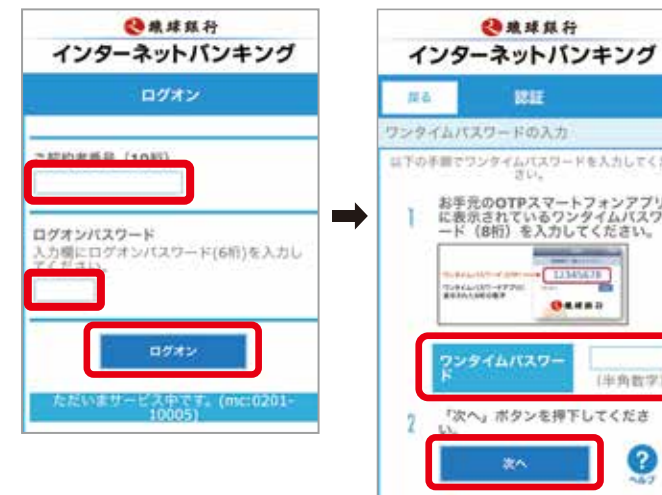 琉球銀行
インターネットバンキング
ログオン
ご契約者番号（10桁）
ログオンパスワード
入力欄にログオンパスワード(6桁)を入力し
てください。
ログオン
ただいまサービス中です。(mc:0201-
10005)
琉球銀行
インターネットバンキング
戻る
認証
ワンタイムパスワードの入力
以下の手順でワンタイムパスワードを入力してくだ
さい。
1
お手元のOTPスマートフォンアプリ
に表示されているワンタイムパスワ
ード（8桁）を入力してください。
12345678
琉球銀行
ワンタイムパスワー
ド
(半角数字
2
「次へ」ボタンを押下してくださ
い。
次へ
?
ヘルプ